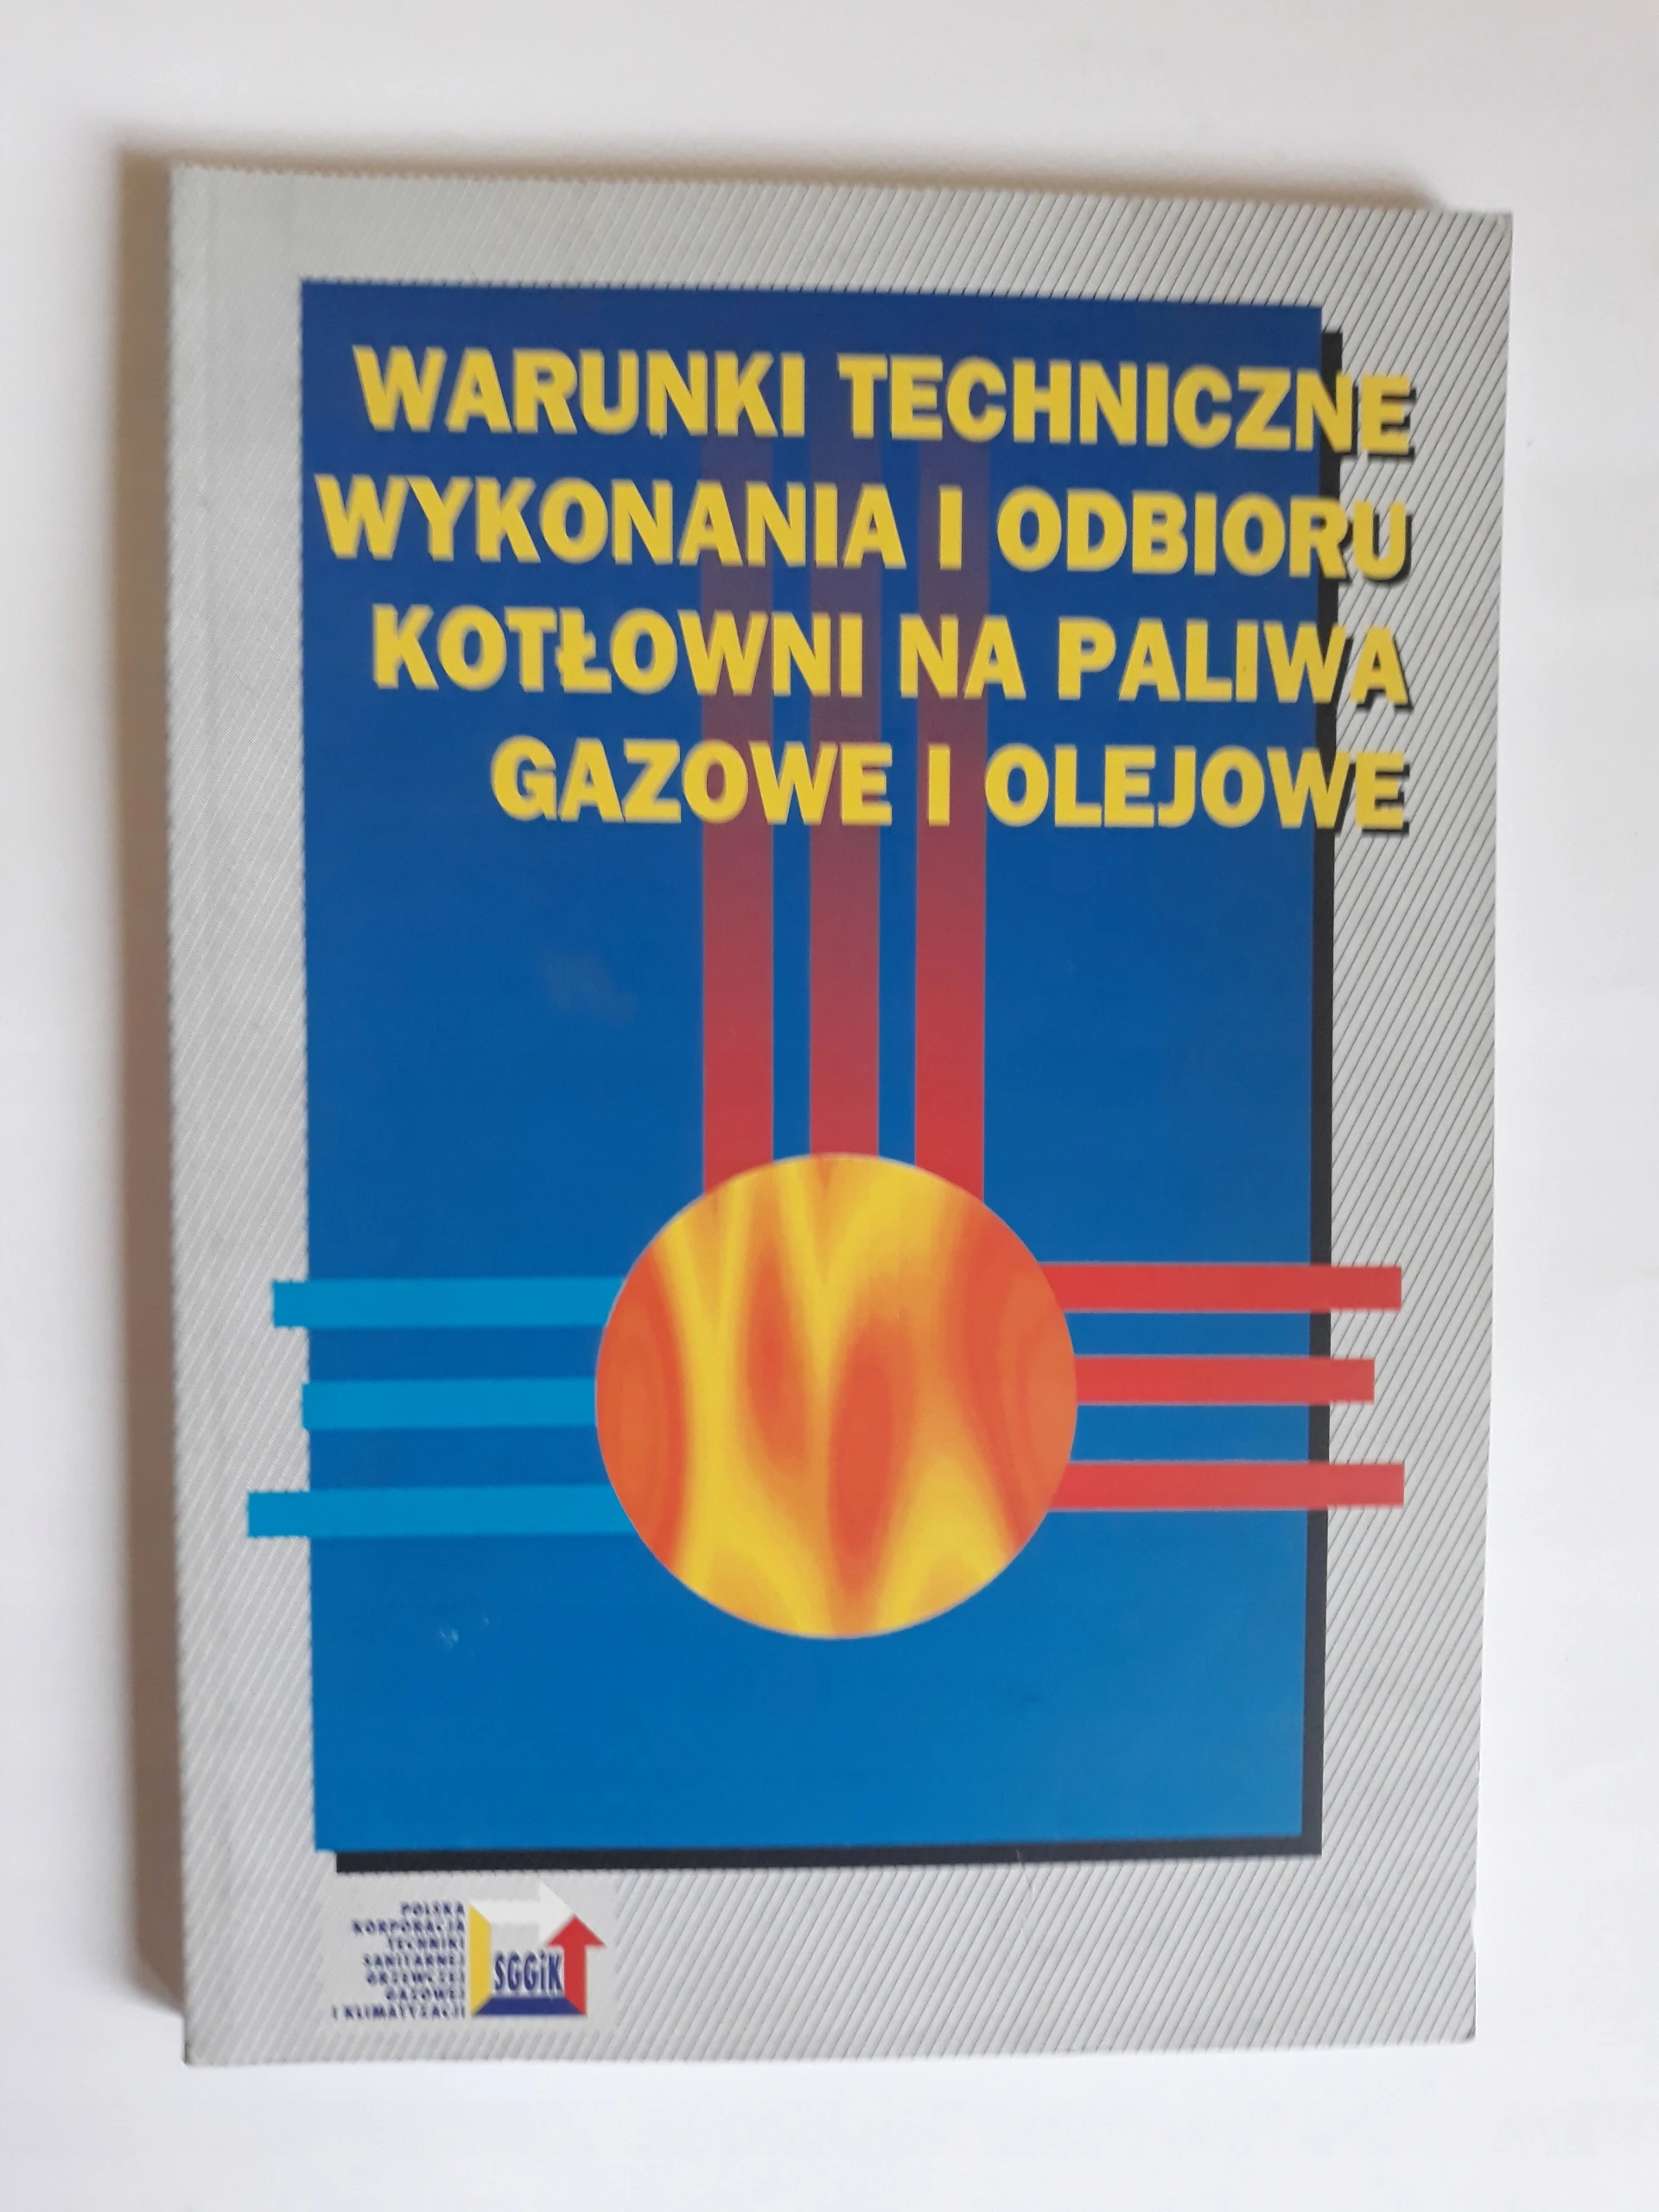 WARUNKI TECHNICZNE
WYKONANIA I ODBIORU
KOTŁOWNI NA PALIWA
GAZOWE I OLEJOWE
POLSKA
KORPORACJA
TECHNIKI
SANITARNEJ
GRZEWCZEJ
GAZOWEJ
I KLIMATYZACJI
SGGiK